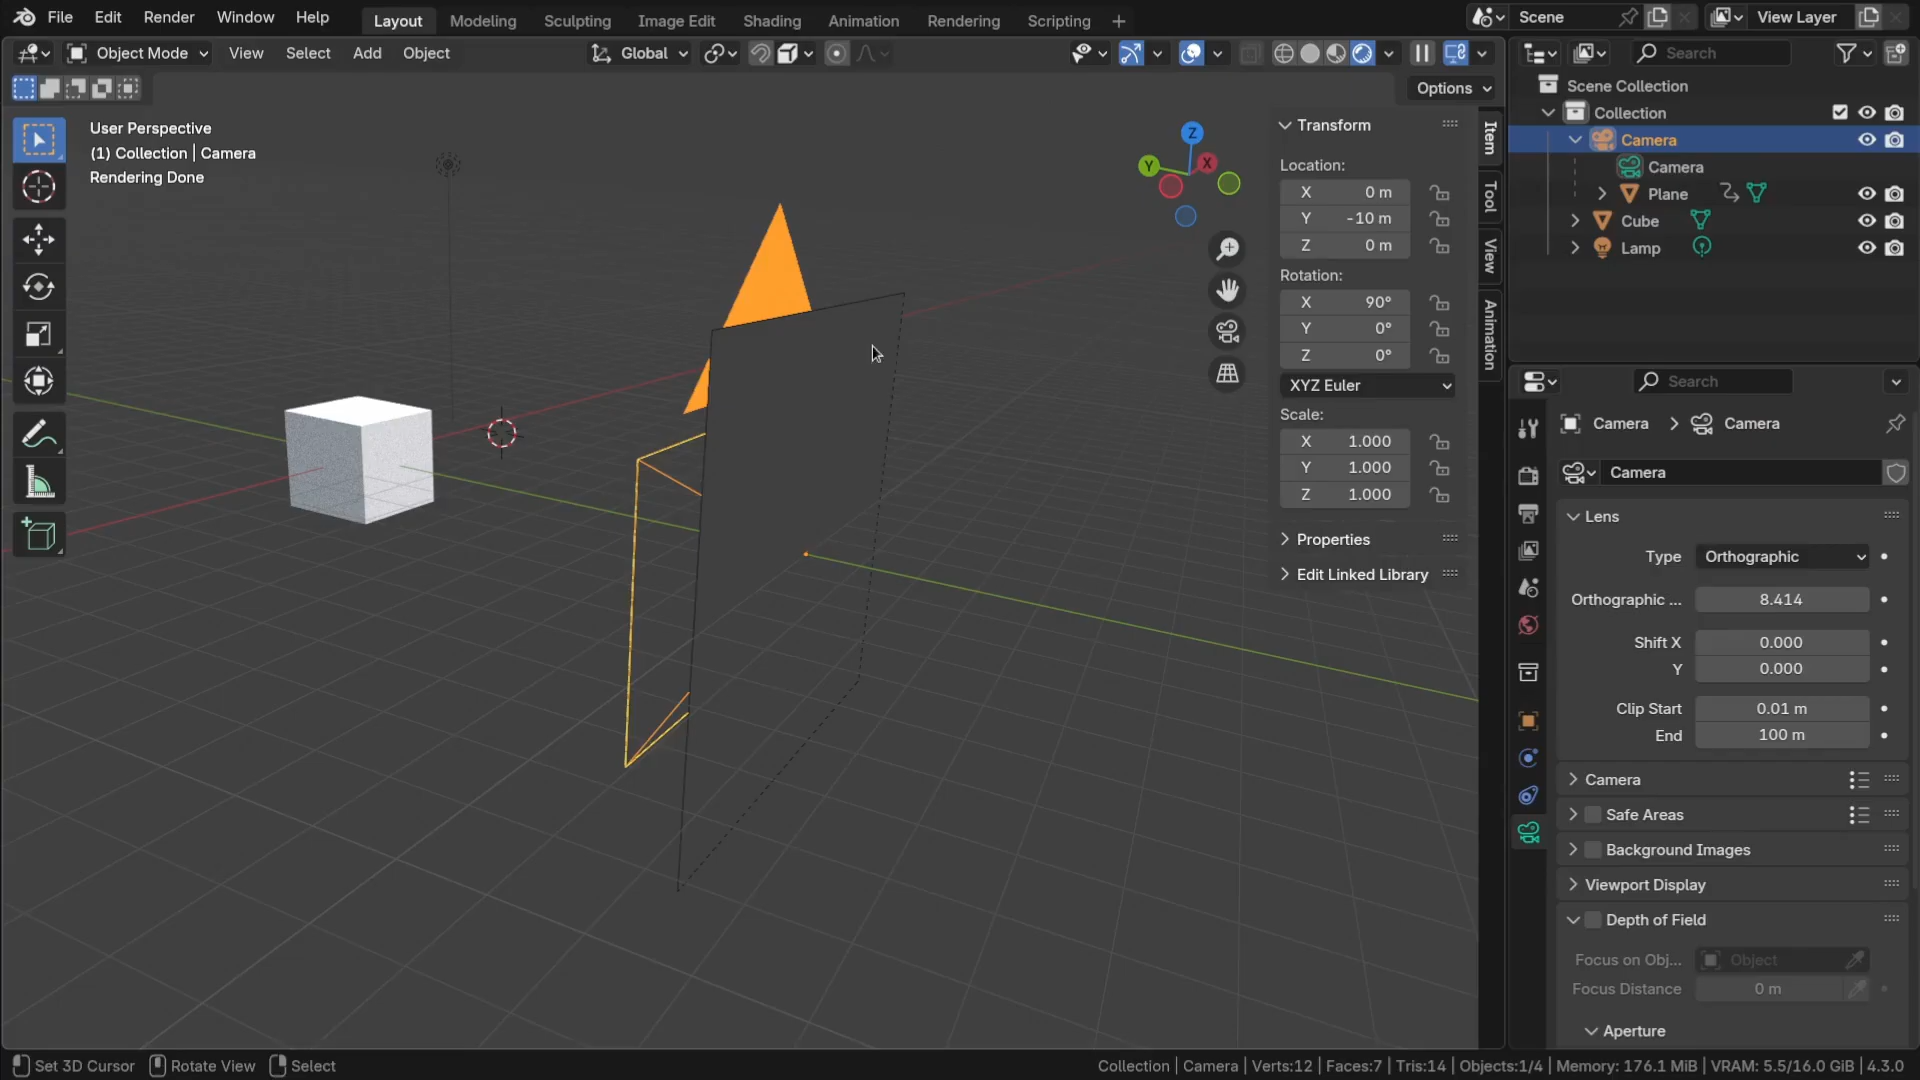 File Edit Render Window Help Layout Modeling Sculpting Image Edit Texture Shading Animation Rendering Scripting + Scene View Layer
Object Mode View Select Add Object Global Search
Options
User Perspective
(1) Collection | Camera
Rendering Done
Z
Y X
Transform
Location:
X 0 m
Y -10 m
Z 0 m
Rotation:
X 90°
Y 0°
Z 0°
XYZ Euler
Scale:
X 1.000
Y 1.000
Z 1.000
Properties
Edit Linked Library
Item
Tool
View
Animation
Scene Collection
Collection
Camera
Camera
Plane
Cube
Lamp
Search
Camera Camera
Camera
Lens
Type Orthographic
Orthographic ... 8.414
Shift X 0.000
Y 0.000
Clip Start 0.01 m
End 100 m
Camera
Safe Areas
Background Images
Viewport Display
Depth of Field
Focus on Obj... Object
Focus Distance 0 m
Aperture
Set 3D Cursor Rotate View Select Collection | Camera | Verts:12 | Faces:7 | Tris:14 | Objects:1/4 | Memory: 176.1 MiB | VRAM: 5.5/16.0 GiB | 4.3.0